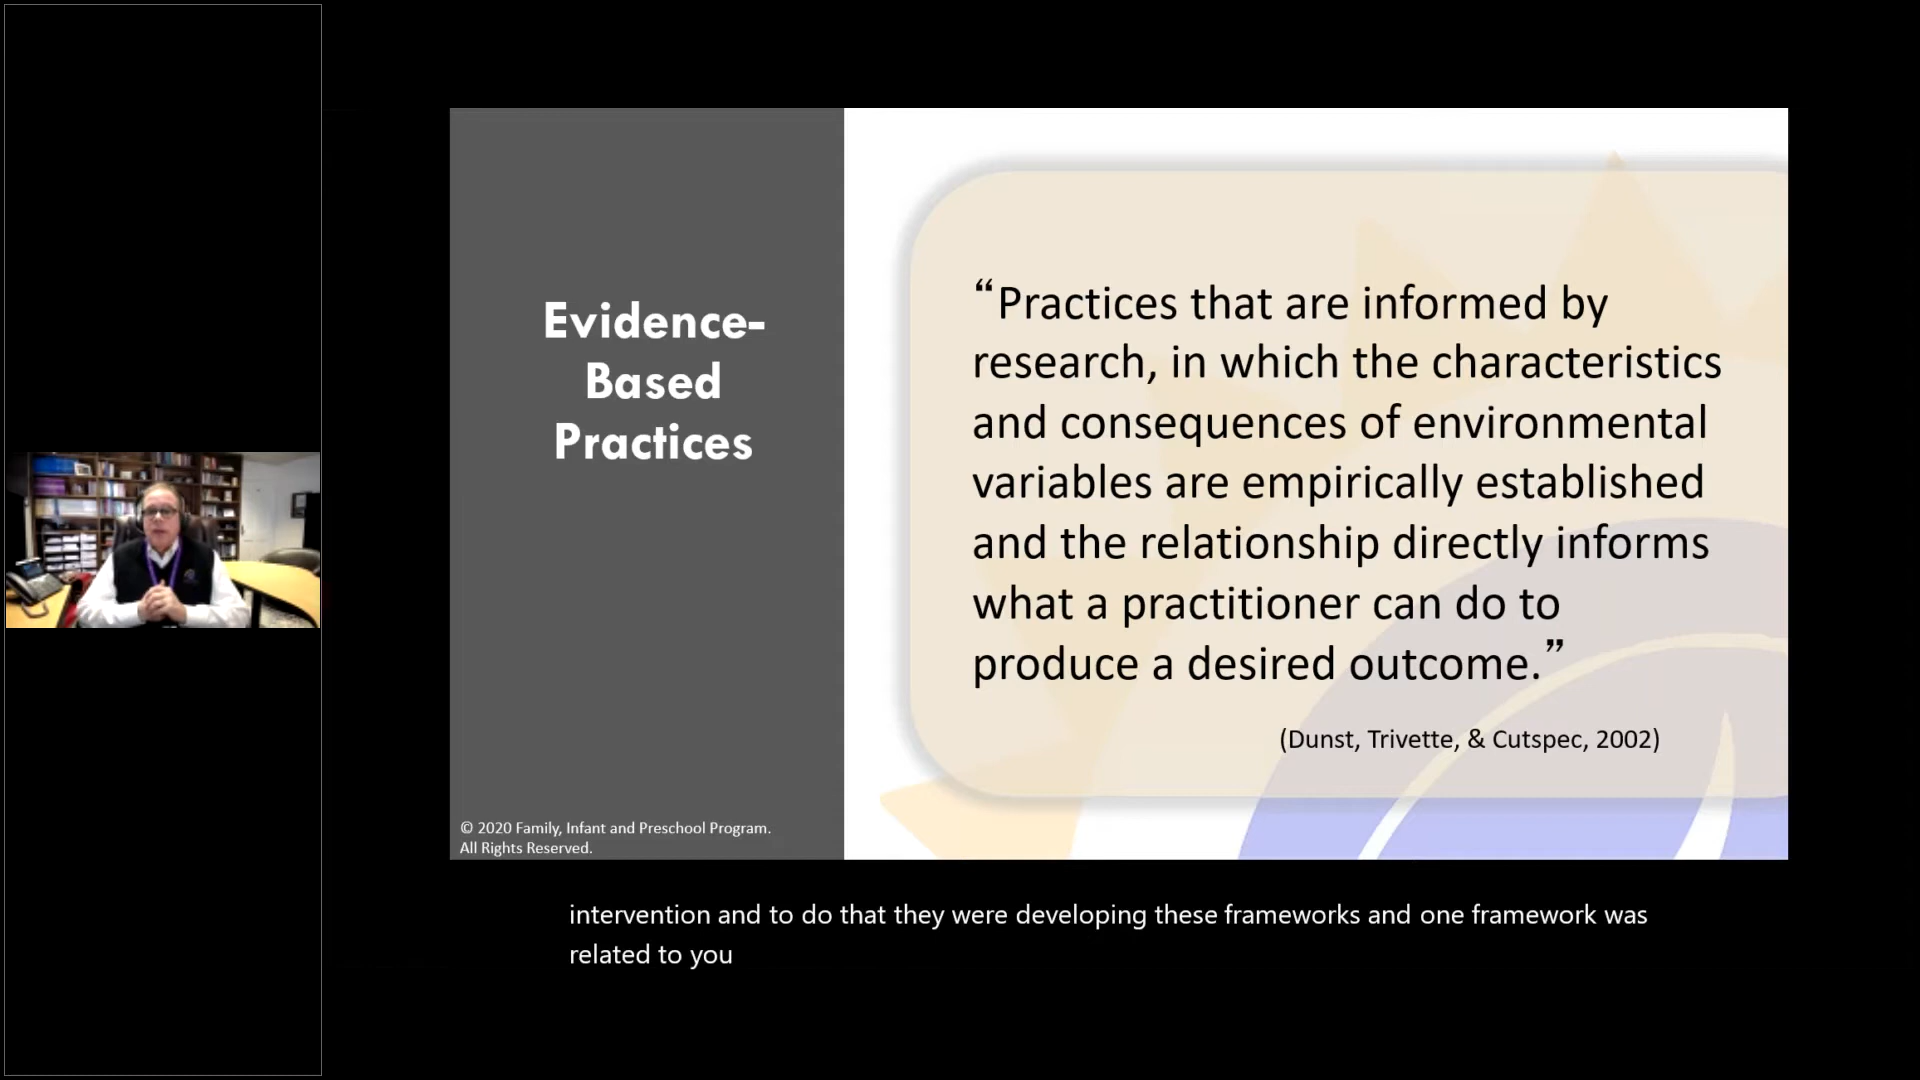 Evidence-
Based
Practices
© 2020 Family, Infant and Preschool Program.
All Rights Reserved.
“Practices that are informed by
research, in which the characteristics
and consequences of environmental
variables are empirically established
and the relationship directly informs
what a practitioner can do to
produce a desired outcome.”
(Dunst, Trivette, & Cutspec, 2002)
intervention and to do that they were developing these frameworks and one framework was
related to you